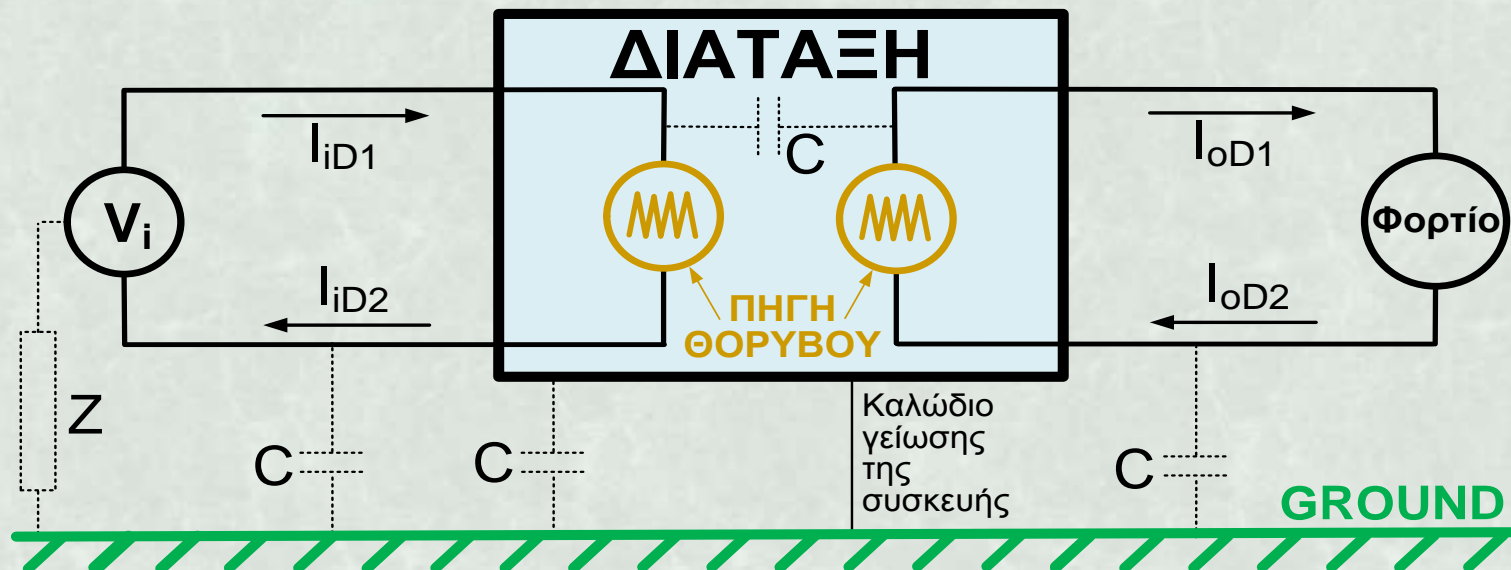 ΔΙΑΤΑΞΗ
C
IiD1
IoD1
Vi
Φορτίο
IiD2
IoD2
ΠΗΓΗ
ΘΟΡΥΒΟΥ
Z
C
C
Καλώδιο
γείωσης
της
συσκευής
C
GROUND